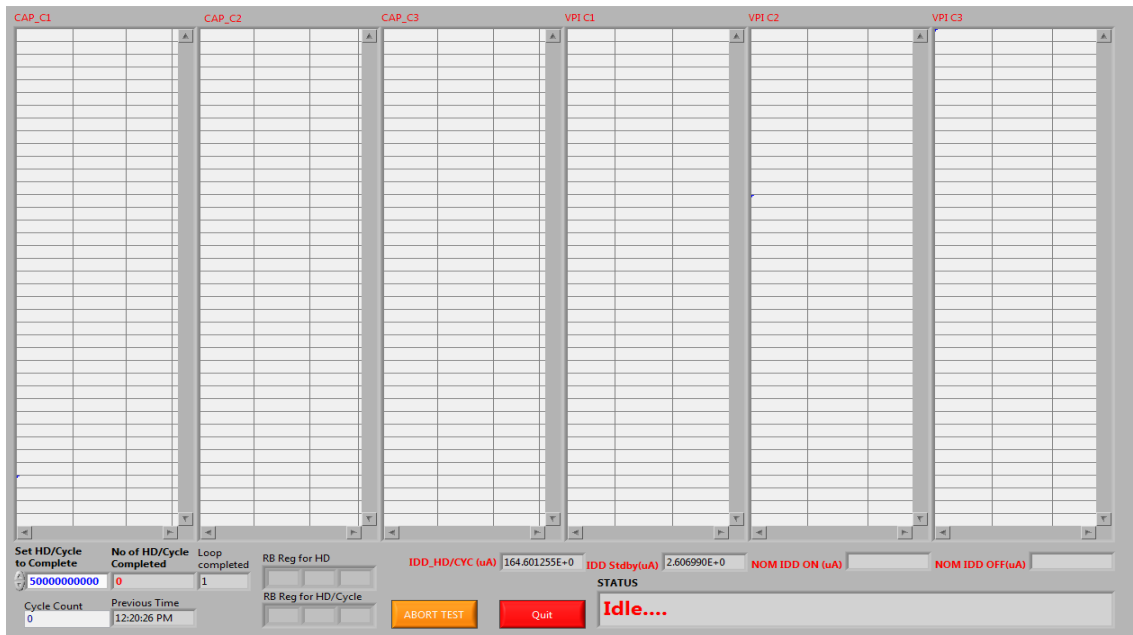 CAP_C1 CAP_C2 CAP_C3 VPI C1 VPI C2 VPI C3
Set HD/Cycle
to Complete
50000000000
No of HD/Cycle
Completed
0
Loop
completed
1
RB Reg for HD
IDD_HD/CYC (uA) 164.601255E+0
IDD Stdby(uA) 2.606990E+0
NOM IDD ON (uA)
NOM IDD OFF(uA)
Cycle Count
0
Previous Time
12:20:26 PM
RB Reg for HD/Cycle
ABORT TEST
Quit
STATUS
Idle....